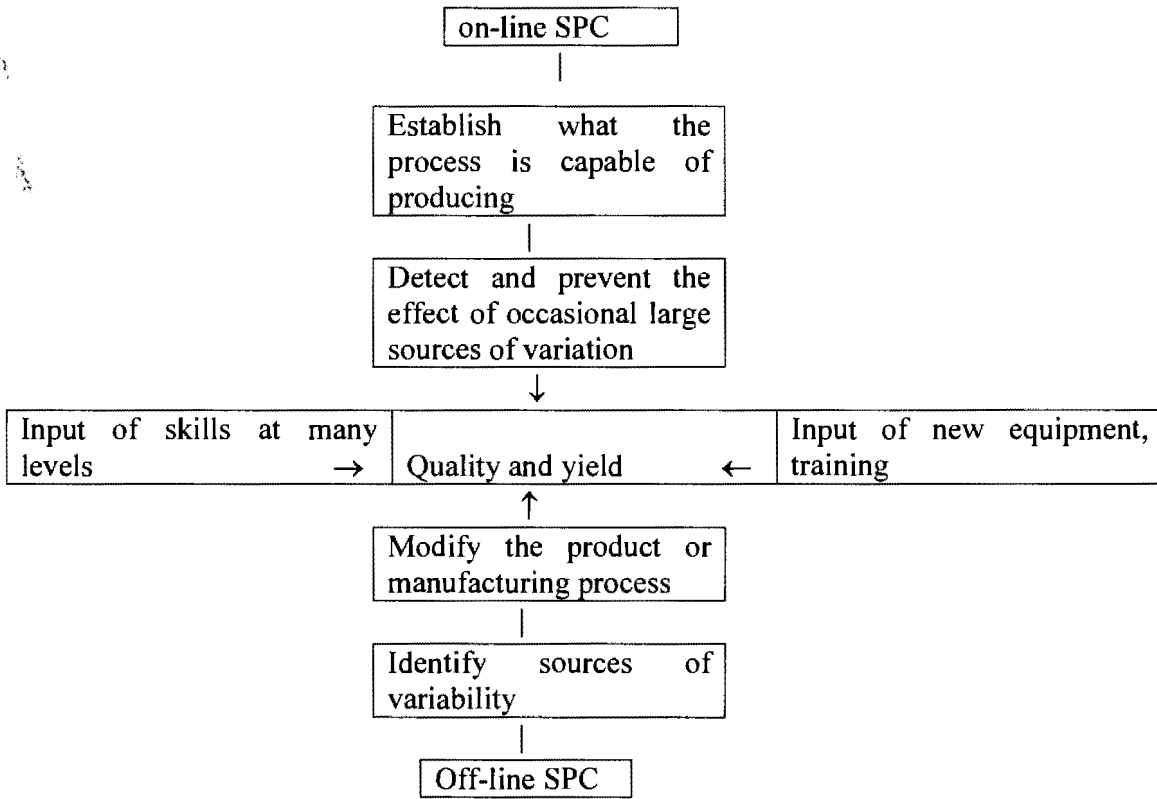 on-line SPC
Establish what the
process is capable of
producing
Detect and prevent the
effect of occasional large
sources of variation
↓
Input of skills at many
levels →
Quality and yield ←
Input of new equipment,
training
↑
Modify the product or
manufacturing process
Identify sources of
variability
Off-line SPC